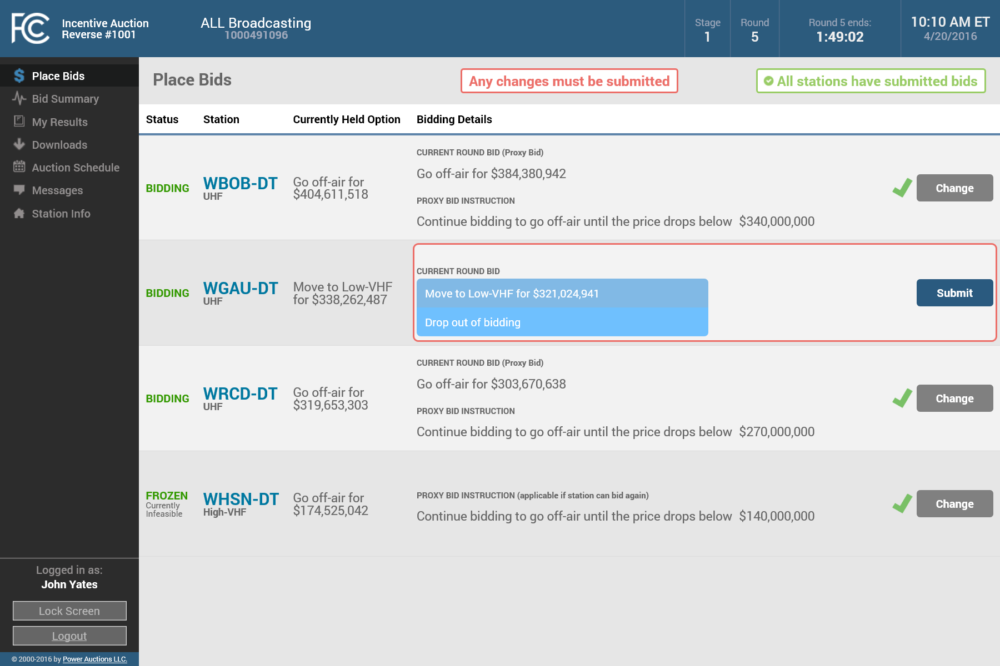 FCC
Incentive Auction
Reverse #1001
ALL Broadcasting
1000491096
Stage
1
Round
5
Round 5 ends:
1:49:02
10:10 AM ET
4/20/2016
Place Bids
Bid Summary
My Results
Downloads
Auction Schedule
Messages
Station Info
Logged in as:
John Yates
Lock Screen
Logout
© 2000-2016 by Power Auctions LLC.
Place Bids
Any changes must be submitted
All stations have submitted bids
Status Station Currently Held Option Bidding Details
BIDDING
WBOB-DT
UHF
Go off-air for
$404,611,518
CURRENT ROUND BID (Proxy Bid)
Go off-air for $384,380,942
PROXY BID INSTRUCTION
Continue bidding to go off-air until the price drops below $340,000,000
Change
BIDDING
WGAU-DT
UHF
Move to Low-VHF
for $338,262,487
CURRENT ROUND BID
Move to Low-VHF for $321,024,941
Drop out of bidding
Submit
BIDDING
WRCD-DT
UHF
Go off-air for
$319,653,303
CURRENT ROUND BID (Proxy Bid)
Go off-air for $303,670,638
PROXY BID INSTRUCTION
Continue bidding to go off-air until the price drops below $270,000,000
Change
FROZEN
Currently
Infeasible
WHSN-DT
High-VHF
Go off-air for
$174,525,042
PROXY BID INSTRUCTION (applicable if station can bid again)
Continue bidding to go off-air until the price drops below $140,000,000
Change